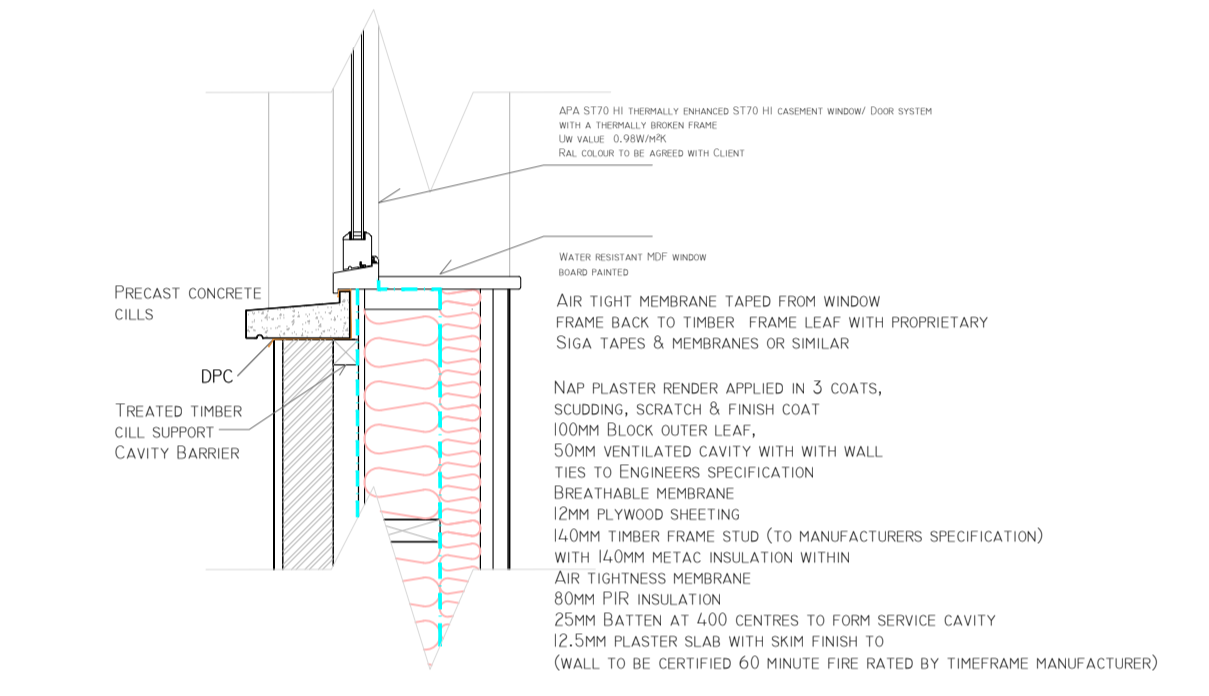 APA ST70 HI THERMALLY ENHANCED ST70 HI CASEMENT WINDOW/ DOOR SYSTEM
WITH A THERMALLY BROKEN FRAME
UW VALUE 0.98W/M²K
RAL COLOUR TO BE AGREED WITH CLIENT
WATER RESISTANT MDF WINDOW
BOARD PAINTED
PRECAST CONCRETE
CILLS
DPC
TREATED TIMBER
CILL SUPPORT
CAVITY BARRIER
AIR TIGHT MEMBRANE TAPED FROM WINDOW
FRAME BACK TO TIMBER FRAME LEAF WITH PROPRIETARY
SIGA TAPES & MEMBRANES OR SIMILAR
NAP PLASTER RENDER APPLIED IN 3 COATS,
SCUDDING, SCRATCH & FINISH COAT
100MM BLOCK OUTER LEAF,
50MM VENTILATED CAVITY WITH WITH WALL
TIES TO ENGINEERS SPECIFICATION
BREATHABLE MEMBRANE
12MM PLYWOOD SHEETING
140MM TIMBER FRAME STUD (TO MANUFACTURERS SPECIFICATION)
WITH 140MM METAC INSULATION WITHIN
AIR TIGHTNESS MEMBRANE
80MM PIR INSULATION
25MM BATTEN AT 400 CENTRES TO FORM SERVICE CAVITY
12.5MM PLASTER SLAB WITH SKIM FINISH TO
(WALL TO BE CERTIFIED 60 MINUTE FIRE RATED BY TIMEFRAME MANUFACTURER)